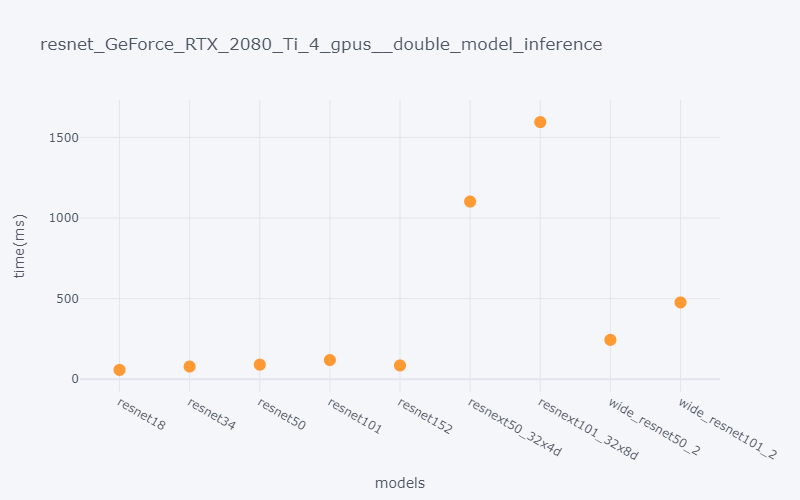 resnet_GeForce_RTX_2080_Ti_4_gpus__double_model_inference
time(ms)
1500
1000
500
0
resnet18
resnet34
resnet50
resnet101
resnet152
resnext50_32x4d
resnext101_32x8d
wide_resnet50_2
wide_resnet101_2
models